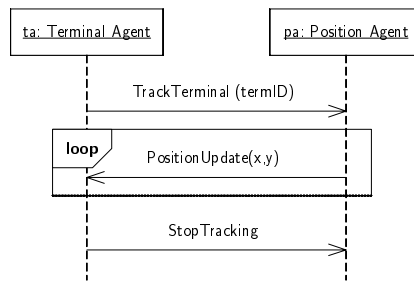 ta: Terminal Agent
pa: Position Agent
TrackTerminal (termID)
loop
PositionUpdate(x,y)
StopTracking